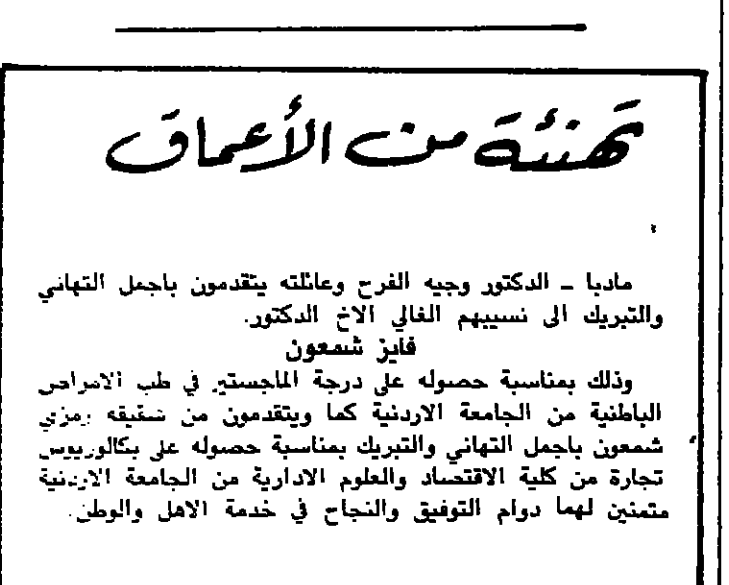 تهنئة من الأعماق
مادبا ـ الدكتور وجيه الفرح وعائلته يتقدمون باجمل التهاني
والتبريك الى نسيبهم الغالي الاخ الدكتور.
فايز شمعون
وذلك بمناسبة حصوله على درجة الماجستير في طب الامراض
الباطنية من الجامعة الاردنية كما ويتقدمون من شقيقه رمزي
شمعون باجمل التهاني والتبريك بمناسبة حصوله على بكالوريوس
تجارة من كلية الاقتصاد والعلوم الادارية من الجامعة الاردنية
متمنين لهما دوام التوفيق والنجاح في خدمة الاهل والوطن.